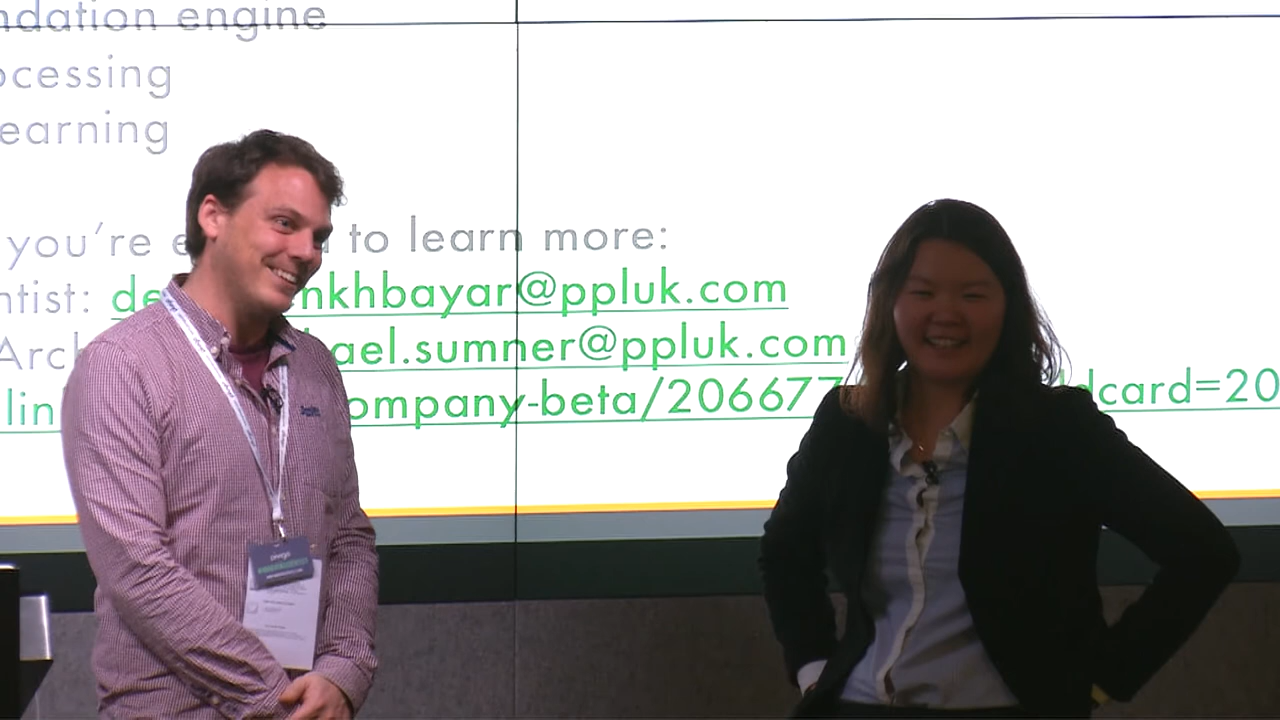 ndation engine
ocessing
earning
you're e to learn more:
ntist: de nkhbayar@ppluk.com
Arch ael.sumner@ppluk.com
lin ompany-beta/206677 dcard=20